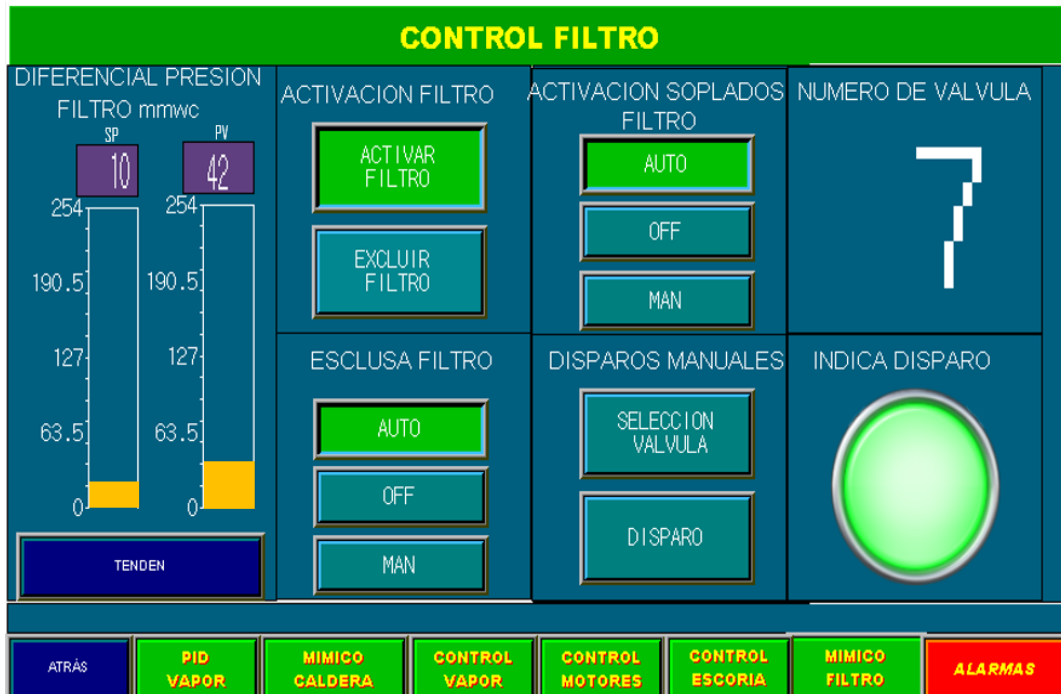 CONTROL FILTRO
DIFERENCIAL PRESION
FILTRO mmwc
SP
PV
10
42
254
254
190.5
190.5
127
127
63.5
63.5
0
0
TENDEN
ACTIVACION FILTRO
ACTIVAR
FILTRO
EXCLUIR
FILTRO
ACTIVACION SOPLADOS
FILTRO
AUTO
OFF
MAN
NUMERO DE VALVULA
7
ESCLUSA FILTRO
AUTO
OFF
MAN
DISPAROS MANUALES
SELECCION
VALVULA
DISPARO
INDICA DISPARO
ATRÁS
PID
VAPOR
MIMICO
CALDERA
CONTROL
VAPOR
CONTROL
MOTORES
CONTROL
ESCORIA
MIMICO
FILTRO
ALARMAS